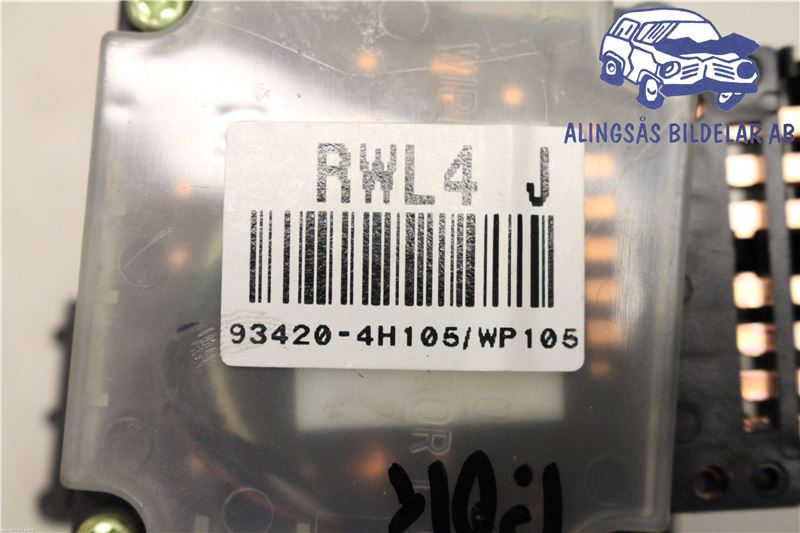 ALINGSÅS BILDELAR AB
RWL4 J
93420-4H105/WP105